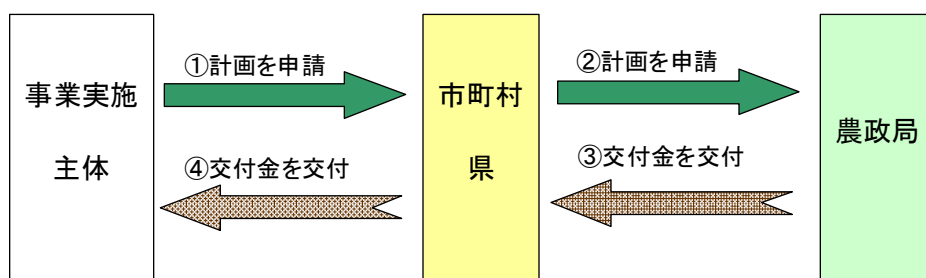 事業実施
主体
①計画を申請
④交付金を交付
市町村
県
②計画を申請
③交付金を交付
農政局